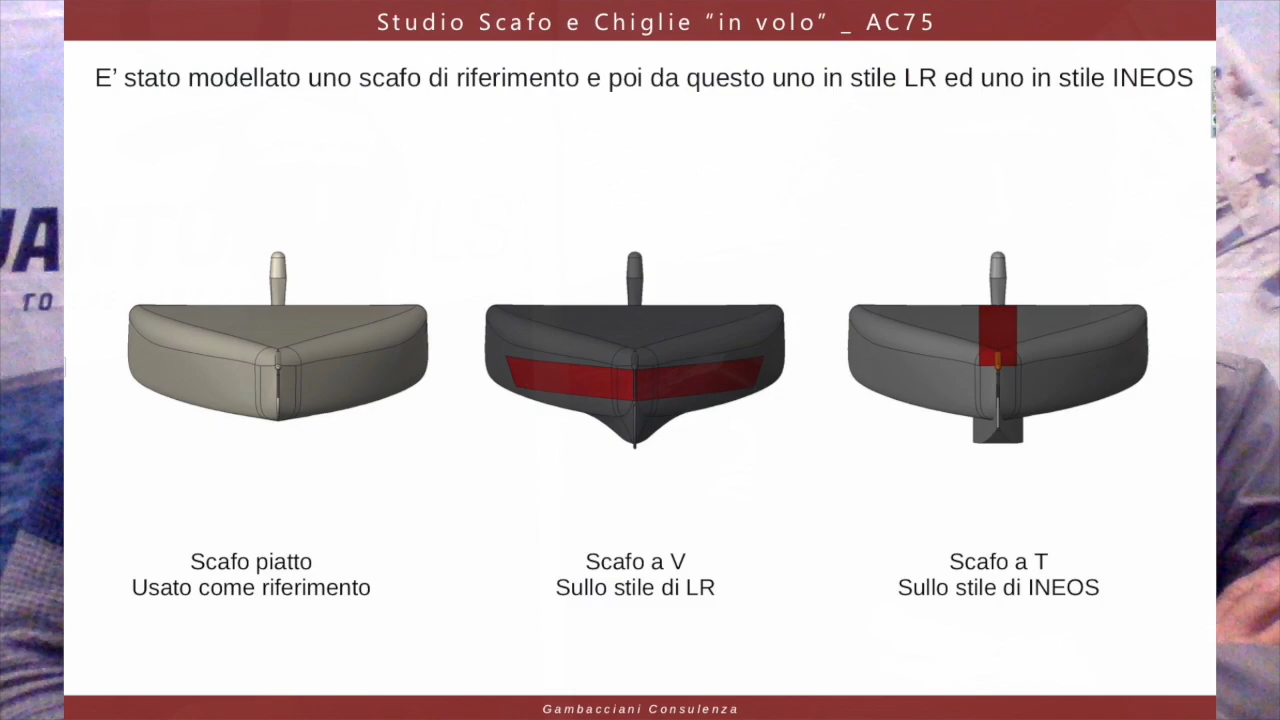 Studio Scafo e Chiglie “in volo” _ AC75
E’ stato modellato uno scafo di riferimento e poi da questo uno in stile LR ed uno in stile INEOS
Scafo piatto
Usato come riferimento
Scafo a V
Sullo stile di LR
Scafo a T
Sullo stile di INEOS
Gambacciani Consulenza